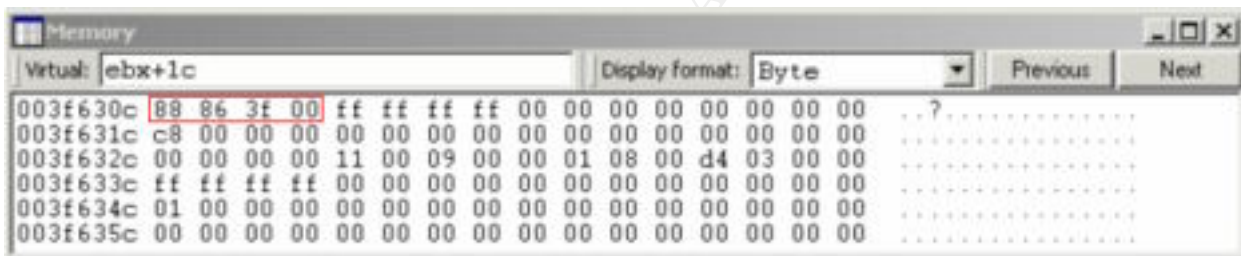 Memory
Virtual: ebx+1c Display format: Byte Previous Next
003f630c 88 86 3f 00 ff ff ff ff 00 00 00 00 00 00 00 00 ..?.............
003f631c c8 00 00 00 00 00 00 00 00 00 00 00 00 00 00 00 ................
003f632c 00 00 00 00 11 00 09 00 00 01 08 00 d4 03 00 00 ................
003f633c ff ff ff ff 00 00 00 00 00 00 00 00 00 00 00 00 ................
003f634c 01 00 00 00 00 00 00 00 00 00 00 00 00 00 00 00 ................
003f635c 00 00 00 00 00 00 00 00 00 00 00 00 00 00 00 00 ................